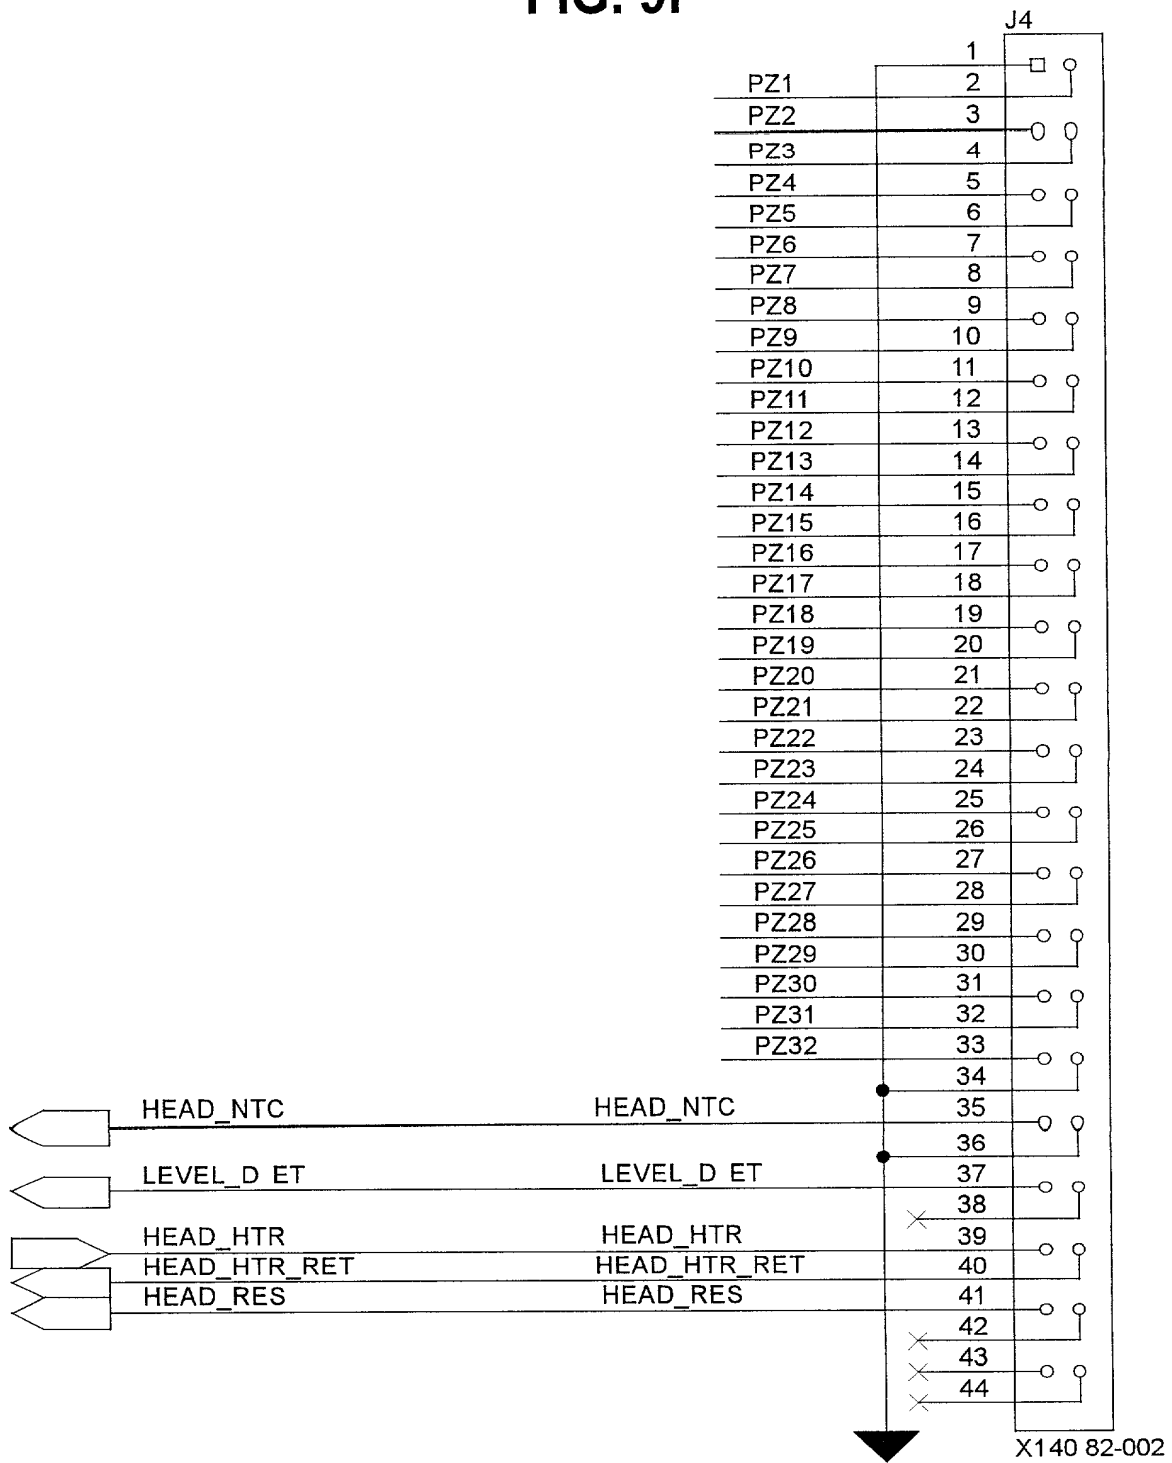 J4
1
PZ1 2
PZ2 3
PZ3 4
PZ4 5
PZ5 6
PZ6 7
PZ7 8
PZ8 9
PZ9 10
PZ10 11
PZ11 12
PZ12 13
PZ13 14
PZ14 15
PZ15 16
PZ16 17
PZ17 18
PZ18 19
PZ19 20
PZ20 21
PZ21 22
PZ22 23
PZ23 24
PZ24 25
PZ25 26
PZ26 27
PZ27 28
PZ28 29
PZ29 30
PZ30 31
PZ31 32
PZ32 33
34
HEAD_NTC HEAD_NTC 35
36
LEVEL_D ET LEVEL_D ET 37
38
HEAD_HTR HEAD_HTR 39
HEAD_HTR_RET HEAD_HTR_RET 40
HEAD_RES HEAD_RES 41
42
43
44
X140 82-002